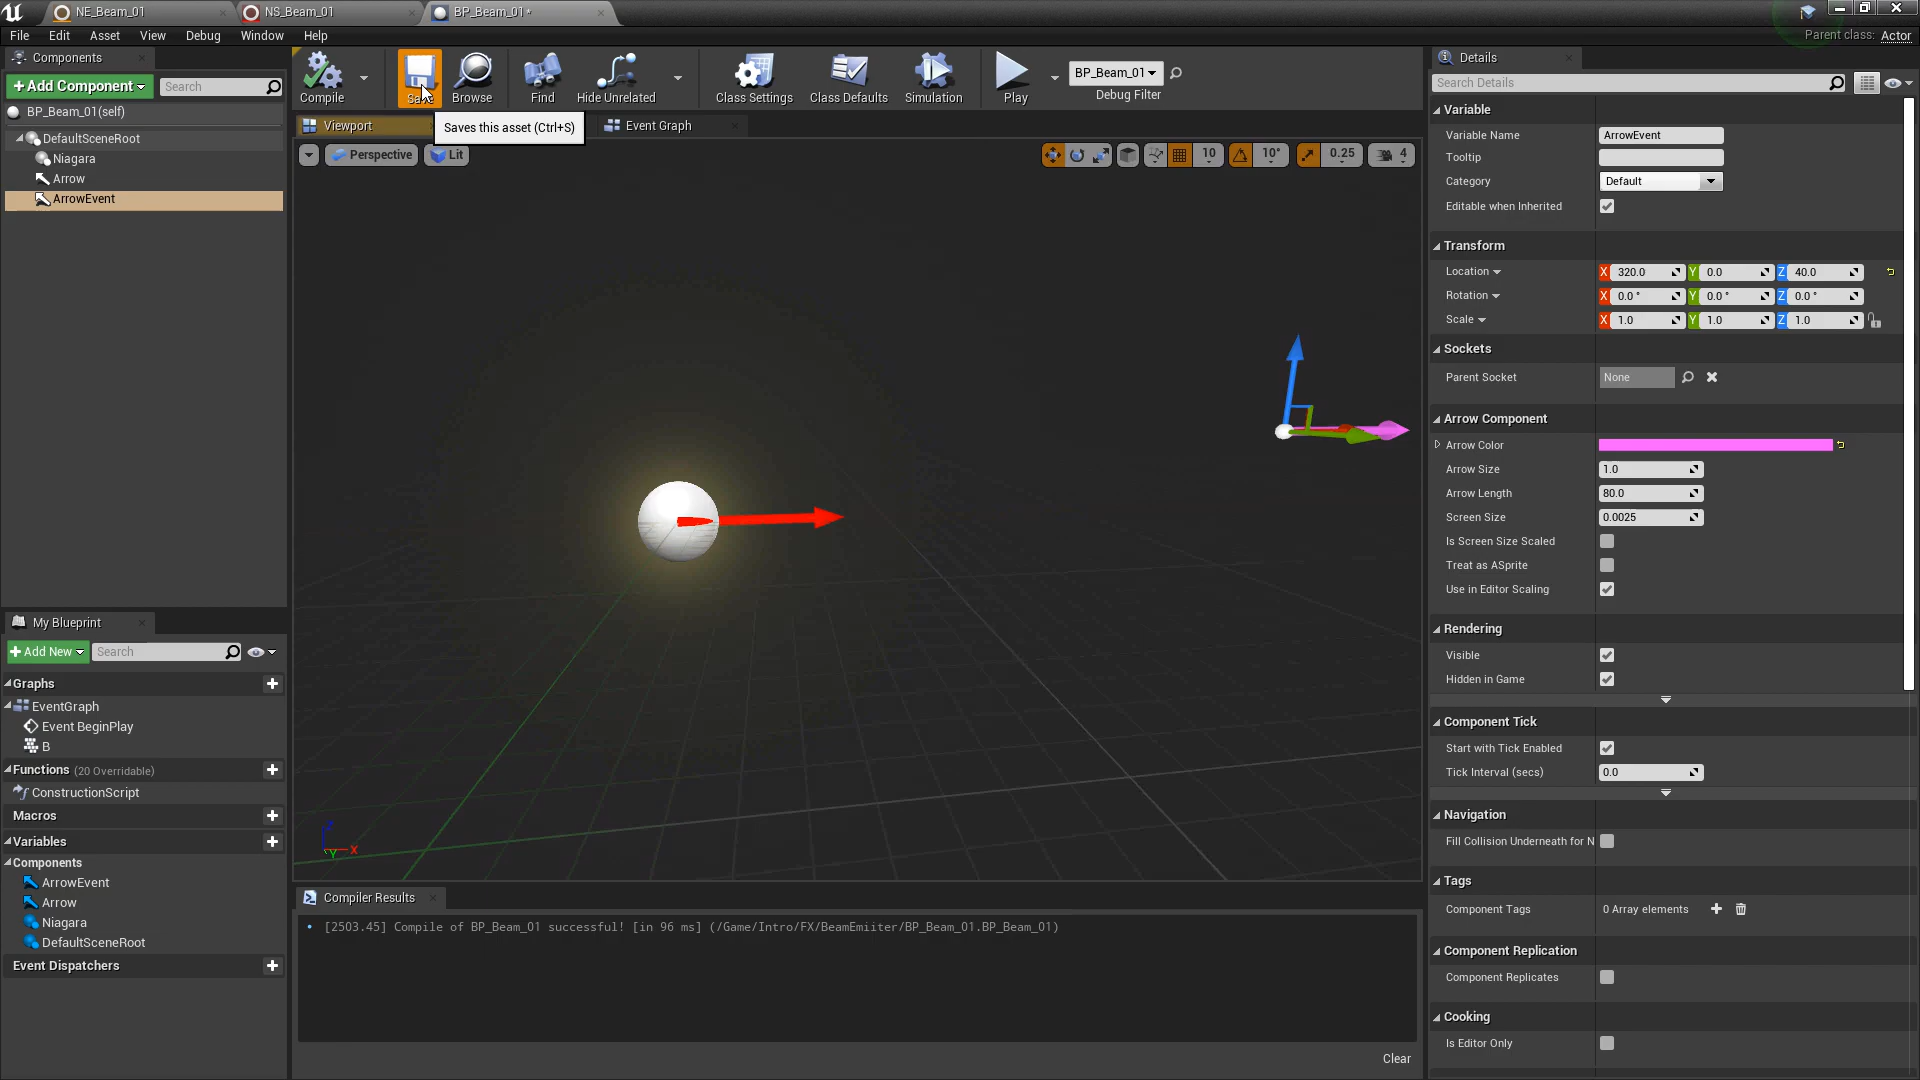 NE_Beam_01
NS_Beam_01
BP_Beam_01*
File Edit Asset View Debug Window Help
Parent class: Actor
Components
+Add Component
Search
BP_Beam_01(self)
DefaultSceneRoot
Niagara
Arrow
ArrowEvent
My Blueprint
+Add New
Search
Graphs
EventGraph
Event BeginPlay
B
Functions (20 Overridable)
ConstructionScript
Macros
Variables
Components
ArrowEvent
Arrow
Niagara
DefaultSceneRoot
Event Dispatchers
Compile
Save
Browse
Find
Hide Unrelated
Class Settings
Class Defaults
Simulation
Play
BP_Beam_01
Debug Filter
Viewport
Saves this asset (Ctrl+S)
Event Graph
Perspective
Lit
10
10°
0.25
4
Z
Y
X
Compiler Results
[2503.45] Compile of BP_Beam_01 successful! [in 96 ms] (/Game/Intro/FX/BeamEmiiter/BP_Beam_01.BP_Beam_01)
Clear
Details
Search Details
Variable
Variable Name ArrowEvent
Tooltip
Category Default
Editable when Inherited
Transform
Location X 320.0 Y 0.0 Z 40.0
Rotation X 0.0 ° Y 0.0 ° Z 0.0 °
Scale X 1.0 Y 1.0 Z 1.0
Sockets
Parent Socket None
Arrow Component
Arrow Color
Arrow Size 1.0
Arrow Length 80.0
Screen Size 0.0025
Is Screen Size Scaled
Treat as ASprite
Use in Editor Scaling
Rendering
Visible
Hidden in Game
Component Tick
Start with Tick Enabled
Tick Interval (secs) 0.0
Navigation
Fill Collision Underneath for N
Tags
Component Tags 0 Array elements
Component Replication
Component Replicates
Cooking
Is Editor Only